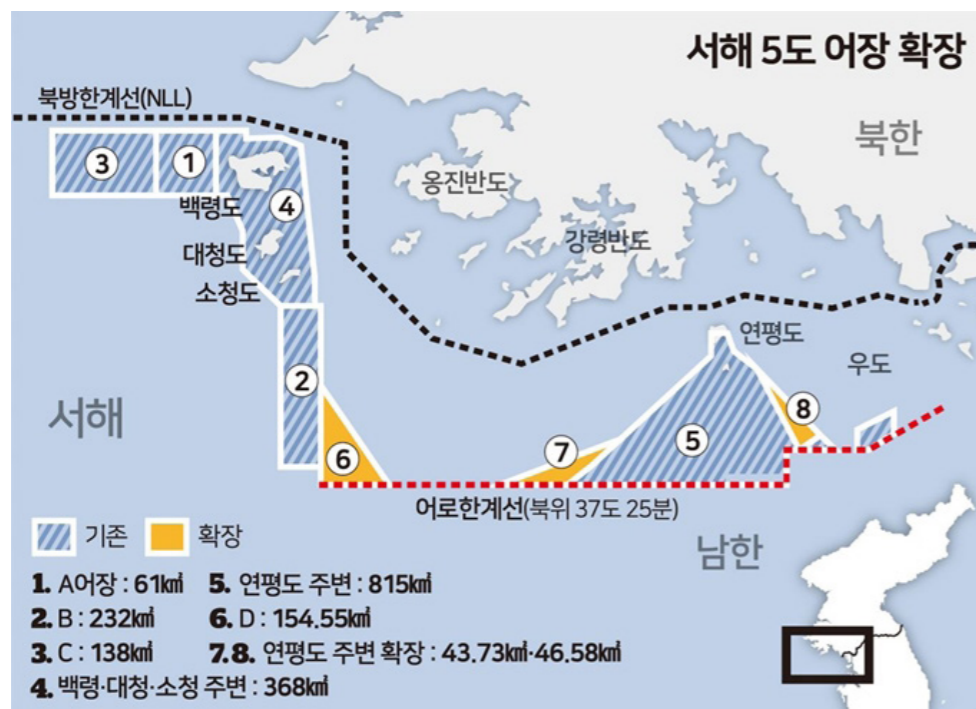 서해 5도 어장 확장
북방한계선(NLL)
북한
3
1
옹진반도
백령도
4
강령반도
대청도
소청도
연평도
우도
2
8
서해
5
7
6
어로한계선(북위 37도 25분)
남한
기존 확장
1. A어장 : 61㎢ 5. 연평도 주변 : 815㎢
2. B : 232㎢ 6. D : 154.55㎢
3. C : 138㎢ 7.8. 연평도 주변 확장 : 43.73㎢·46.58㎢
4. 백령·대청·소청 주변 : 368㎢